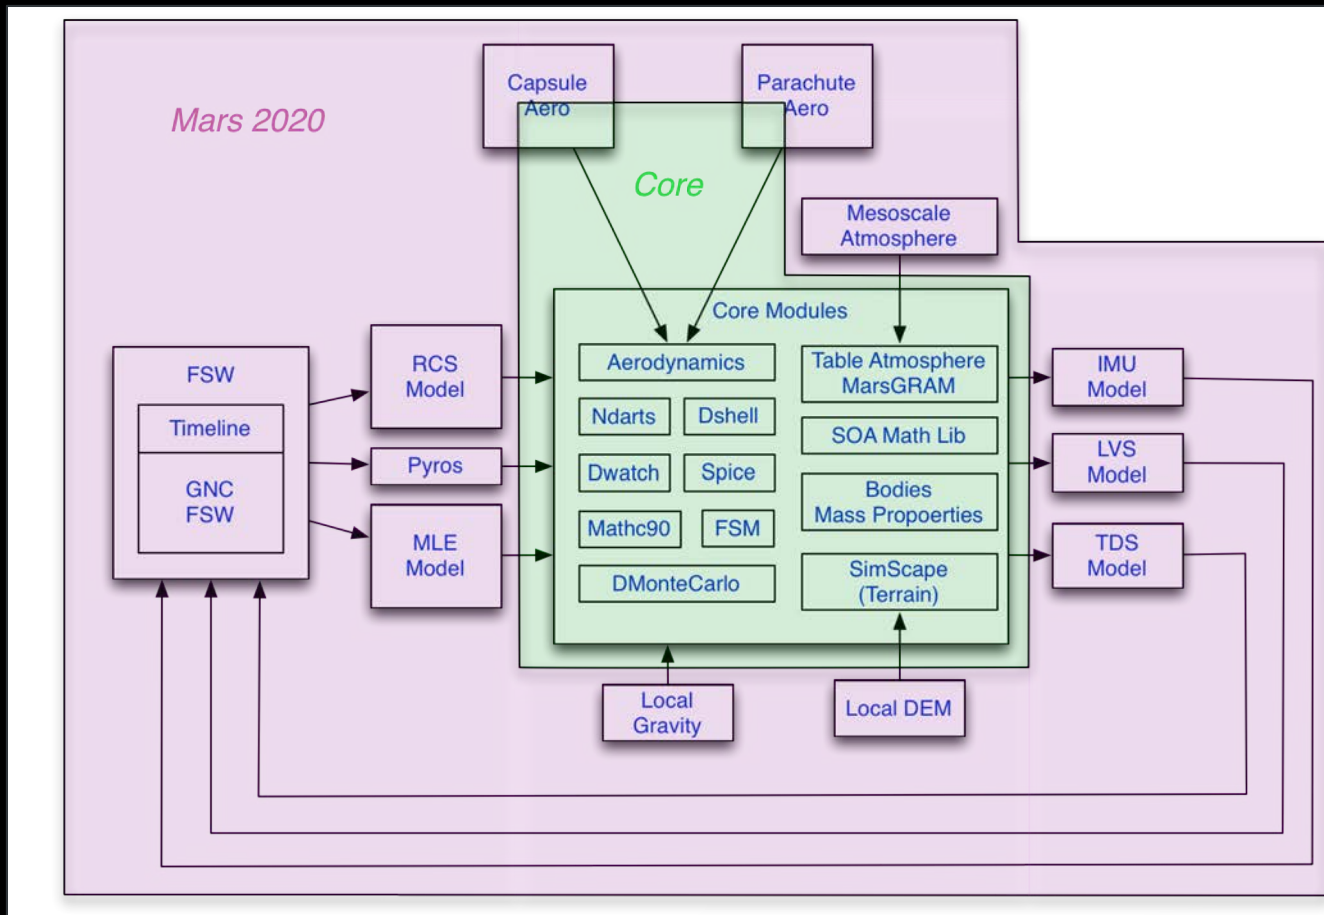 Mars 2020
Capsule
Aero
Parachute
Aero
Core
Mesoscale
Atmosphere
Core Modules
FSW
Timeline
GNC
FSW
RCS
Model
Pyros
MLE
Model
Aerodynamics
Ndarts
Dshell
Dwatch
Spice
Mathc90
FSM
DMonteCarlo
Table Atmosphere
MarsGRAM
SOA Math Lib
Bodies
Mass Propoerties
SimScape
(Terrain)
IMU
Model
LVS
Model
TDS
Model
Local
Gravity
Local DEM